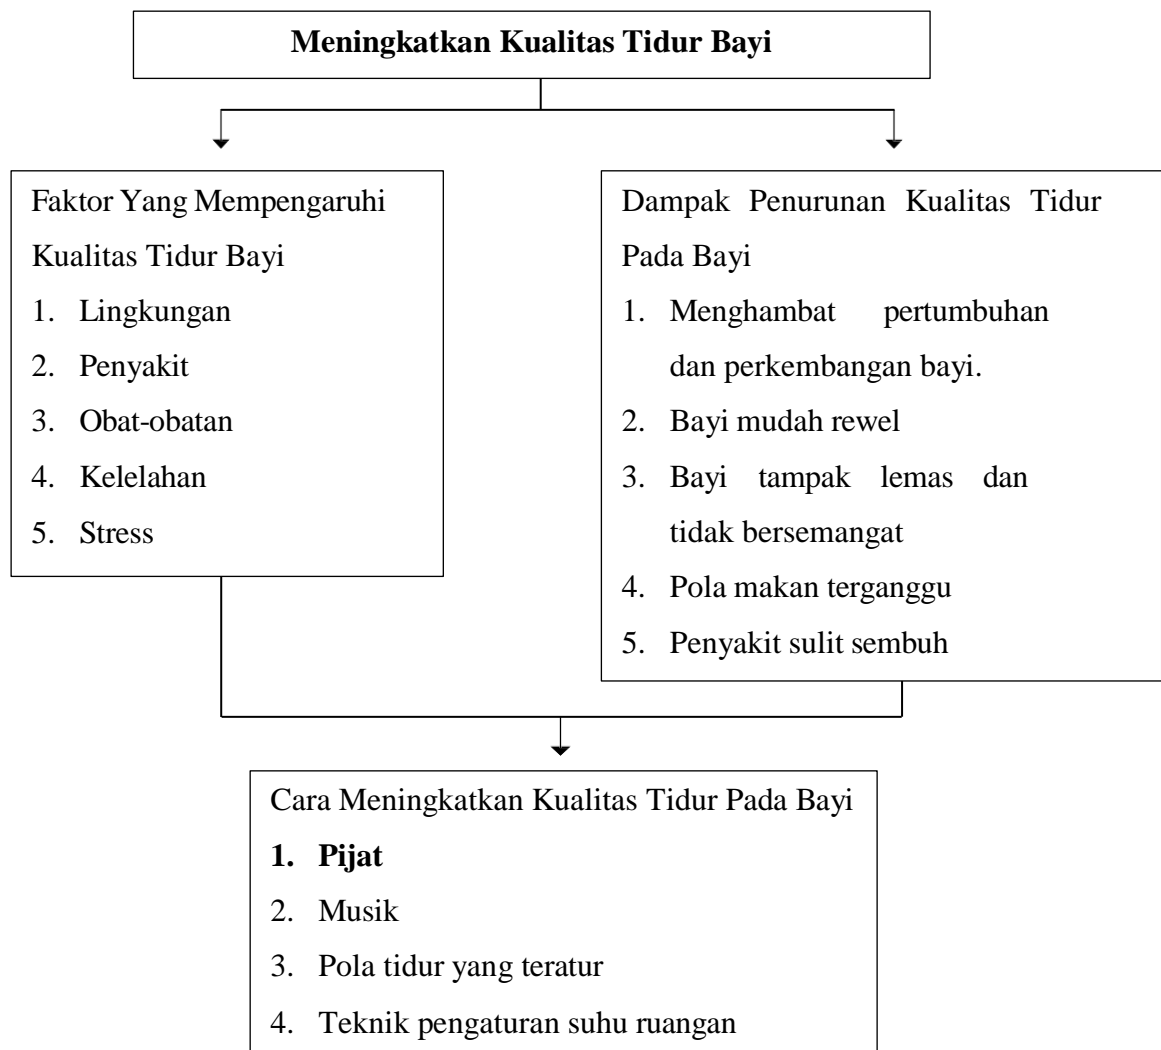 Meningkatkan Kualitas Tidur Bayi
Faktor Yang Mempengaruhi
Kualitas Tidur Bayi
1. Lingkungan
2. Penyakit
3. Obat-obatan
4. Kelelahan
5. Stress
Dampak Penurunan Kualitas Tidur
Pada Bayi
1. Menghambat pertumbuhan
dan perkembangan bayi.
2. Bayi mudah rewel
3. Bayi tampak lemas dan
tidak bersemangat
4. Pola makan terganggu
5. Penyakit sulit sembuh
Cara Meningkatkan Kualitas Tidur Pada Bayi
1. Pijat
2. Musik
3. Pola tidur yang teratur
4. Teknik pengaturan suhu ruangan